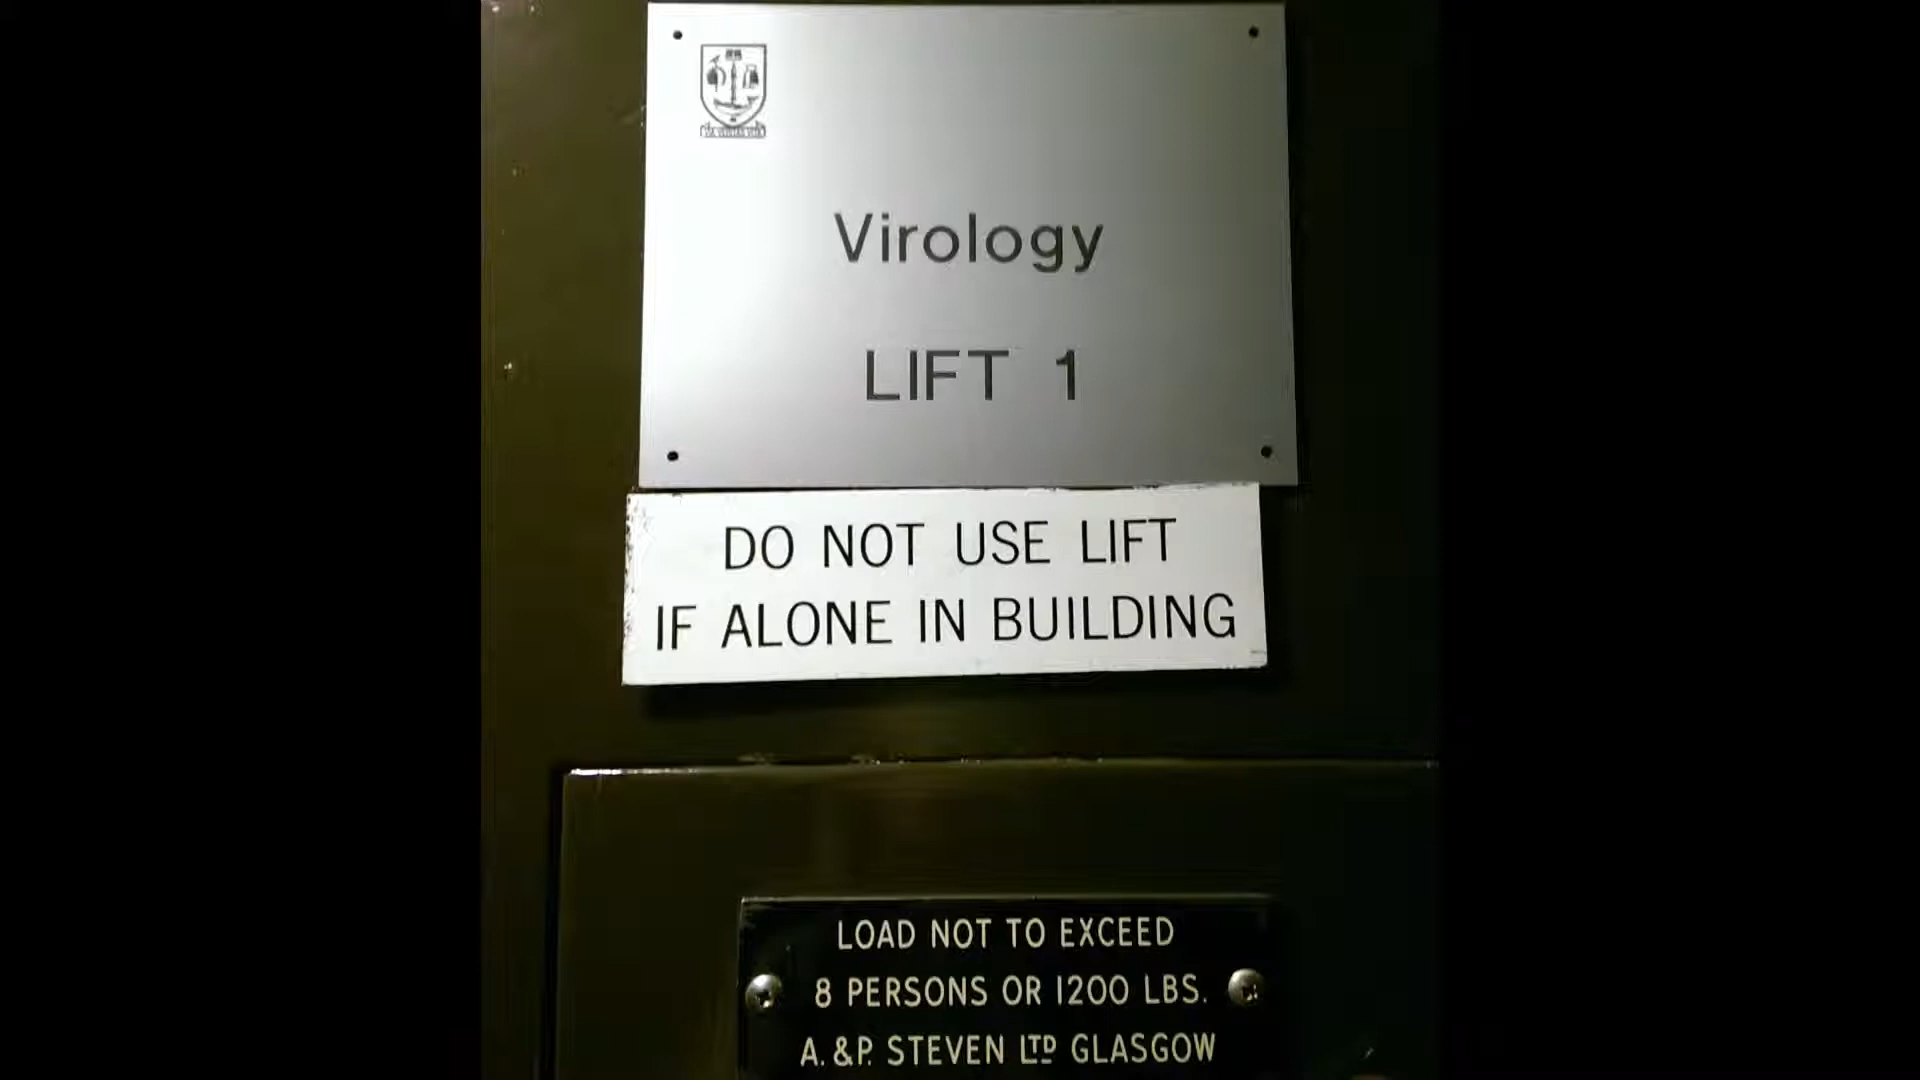 Virology
LIFT 1
DO NOT USE LIFT
IF ALONE IN BUILDING
LOAD NOT TO EXCEED
8 PERSONS OR 1200 LBS.
A. & P. STEVEN LTD GLASGOW